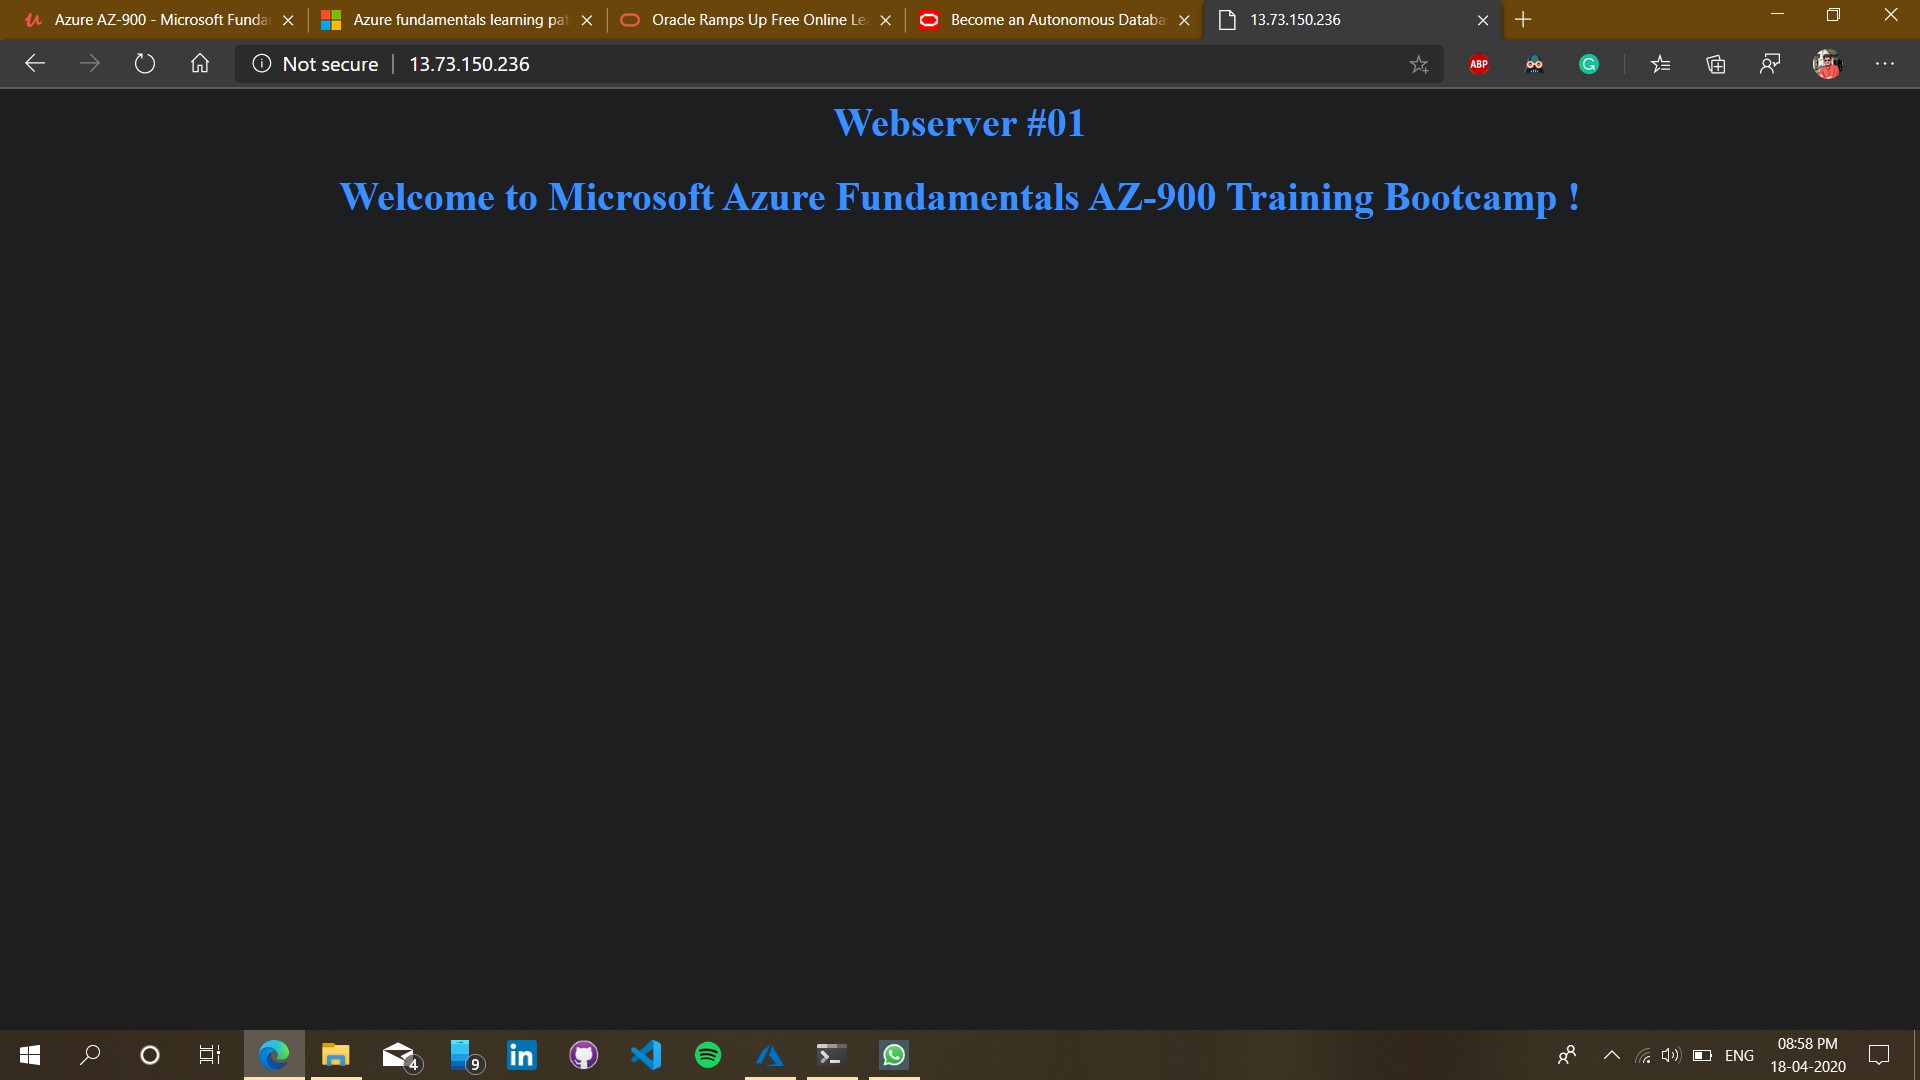 Azure AZ-900 - Microsoft Funda
Azure fundamentals learning pat
Oracle Ramps Up Free Online Le
Become an Autonomous Databa
13.73.150.236
Not secure
13.73.150.236
ABP
G
Webserver #01
Welcome to Microsoft Azure Fundamentals AZ-900 Training Bootcamp !
4
9
in
ENG
08:58 PM
18-04-2020